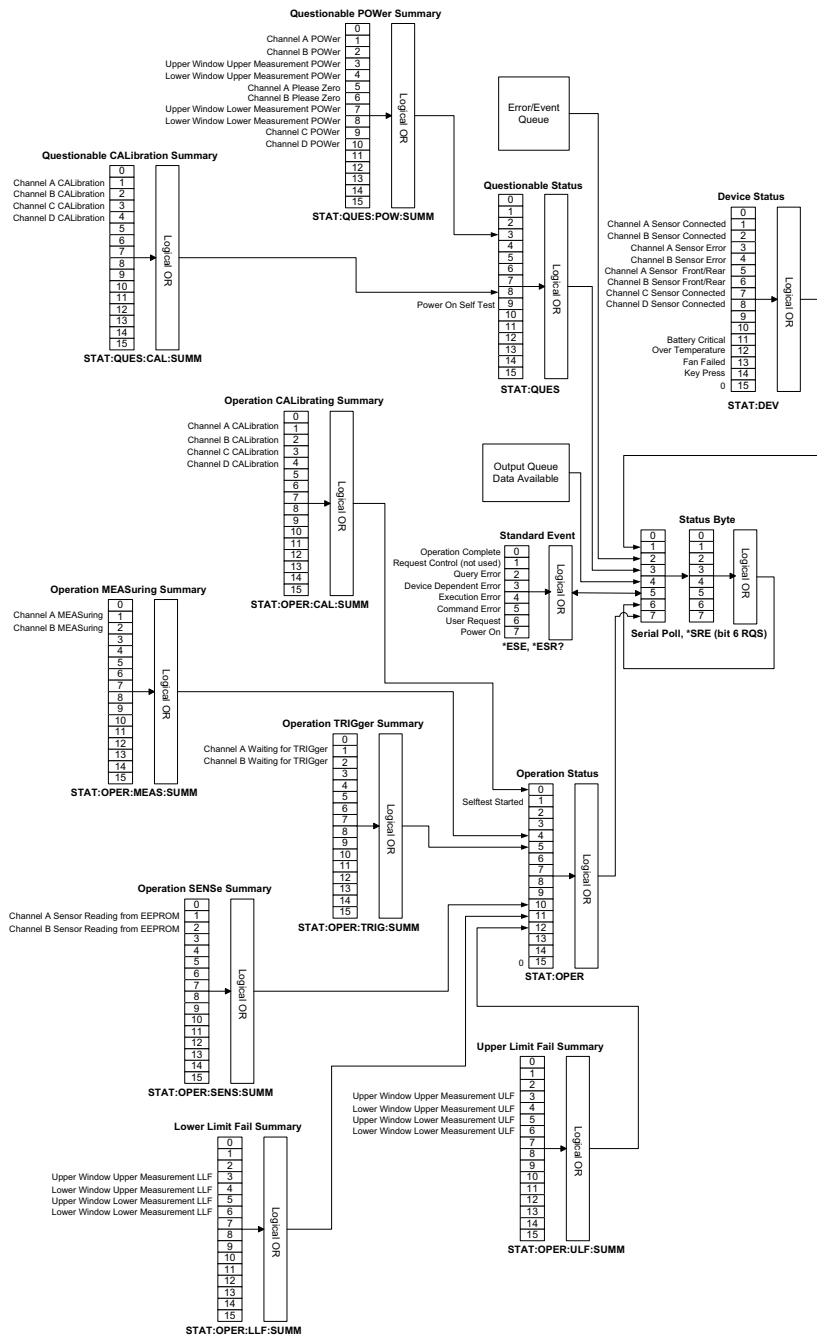 Questionable POWer Summary
0
Channel A POWer 1
Channel B POWer 2
Upper Window Upper Measurement POWer 3
Lower Window Upper Measurement POWer 4
Channel A Please Zero 5
Channel B Please Zero 6
Upper Window Lower Measurement POWer 7
Lower Window Lower Measurement POWer 8
Channel C POWer 9
Channel D POWer 10
11
12
13
14
15
Logical OR
STAT:QUES:POW:SUMM
Error/Event
Queue
Questionable CALibration Summary
0
Channel A CALibration 1
Channel B CALibration 2
Channel C CALibration 3
Channel D CALibration 4
5
6
7
8
9
10
11
12
13
14
15
Logical OR
STAT:QUES:CAL:SUMM
Questionable Status
0
1
2
3
4
5
6
7
8
Power On Self Test 9
10
11
12
13
14
15
Logical OR
STAT:QUES
Device Status
0
Channel A Sensor Connected 1
Channel B Sensor Connected 2
Channel A Sensor Error 3
Channel B Sensor Error 4
Channel A Sensor Front/Rear 5
Channel B Sensor Front/Rear 6
Channel C Sensor Connected 7
Channel D Sensor Connected 8
9
10
Battery Critical 11
Over Temperature 12
Fan Failed 13
Key Press 14
0 15
Logical OR
STAT:DEV
Operation CALibrating Summary
0
Channel A CALibration 1
Channel B CALibration 2
Channel C CALibration 3
Channel D CALibration 4
5
6
7
8
9
10
11
12
13
14
15
Logical OR
STAT:OPER:CAL:SUMM
Output Queue
Data Available
Standard Event
Operation Complete 0
Request Control (not used) 1
Query Error 2
Device Dependent Error 3
Execution Error 4
Command Error 5
User Request 6
Power On 7
Logical OR
*ESE, *ESR?
Status Byte
0 0
1 1
2 2
3 3
4 4
5 5
6 6
7 7
Logical OR
Serial Poll, *SRE (bit 6 RQS)
Operation MEASuring Summary
0
Channel A MEASuring 1
Channel B MEASuring 2
3
4
5
6
7
8
9
10
11
12
13
14
15
Logical OR
STAT:OPER:MEAS:SUMM
Operation TRIGger Summary
0
Channel A Waiting for TRIGger 1
Channel B Waiting for TRIGger 2
3
4
5
6
7
8
9
10
11
12
13
14
15
Logical OR
STAT:OPER:TRIG:SUMM
Operation Status
0
Selftest Started 1
2
3
4
5
6
7
8
9
10
11
12
13
14
0 15
Logical OR
STAT:OPER
Operation SENSe Summary
0
Channel A Sensor Reading from EEPROM 1
Channel B Sensor Reading from EEPROM 2
3
4
5
6
7
8
9
10
11
12
13
14
15
Logical OR
STAT:OPER:SENS:SUMM
Upper Limit Fail Summary
0
1
2
Upper Window Upper Measurement ULF 3
Lower Window Upper Measurement ULF 4
Upper Window Lower Measurement ULF 5
Lower Window Lower Measurement ULF 6
7
8
9
10
11
12
13
14
15
Logical OR
STAT:OPER:ULF:SUMM
Lower Limit Fail Summary
0
1
2
Upper Window Upper Measurement LLF 3
Lower Window Upper Measurement LLF 4
Upper Window Lower Measurement LLF 5
Lower Window Lower Measurement LLF 6
7
8
9
10
11
12
13
14
15
Logical OR
STAT:OPER:LLF:SUMM